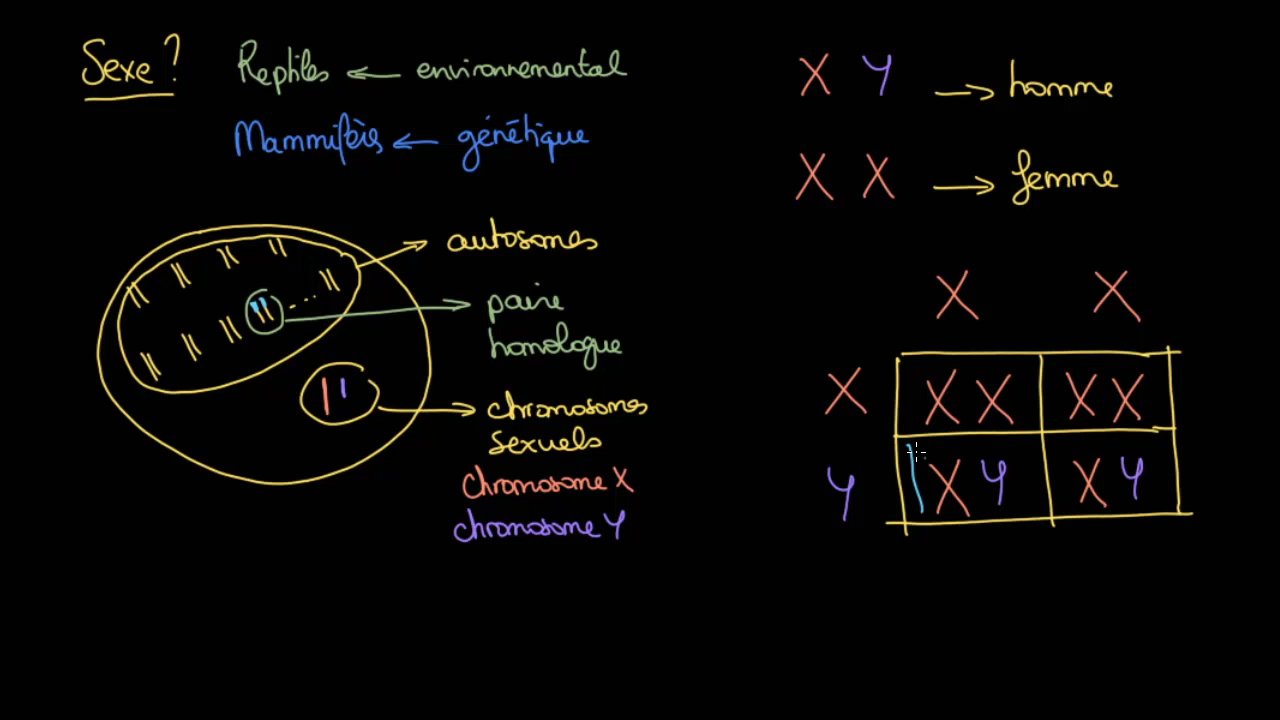 Sexe ?
Reptiles ← environnemental
Mammifères ← génétique
autosomes
paire
homologue
chromosomes
sexuels
Chromosome X
chromosome Y
X Y → homme
X X → femme
X X
X XX XX
Y XY XY